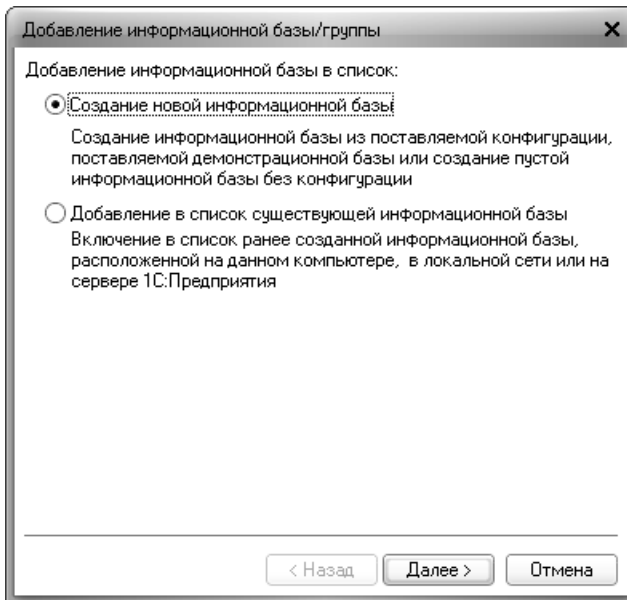 Добавление информационной базы/группы
Добавление информационной базы в список:
Создание новой информационной базы
Создание информационной базы из поставляемой конфигурации,
поставляемой демонстрационной базы или создание пустой
информационной базы без конфигурации
Добавление в список существующей информационной базы
Включение в список ранее созданной информационной базы,
расположенной на данном компьютере, в локальной сети или на
сервере 1С:Предприятия
< Назад Далее > Отмена